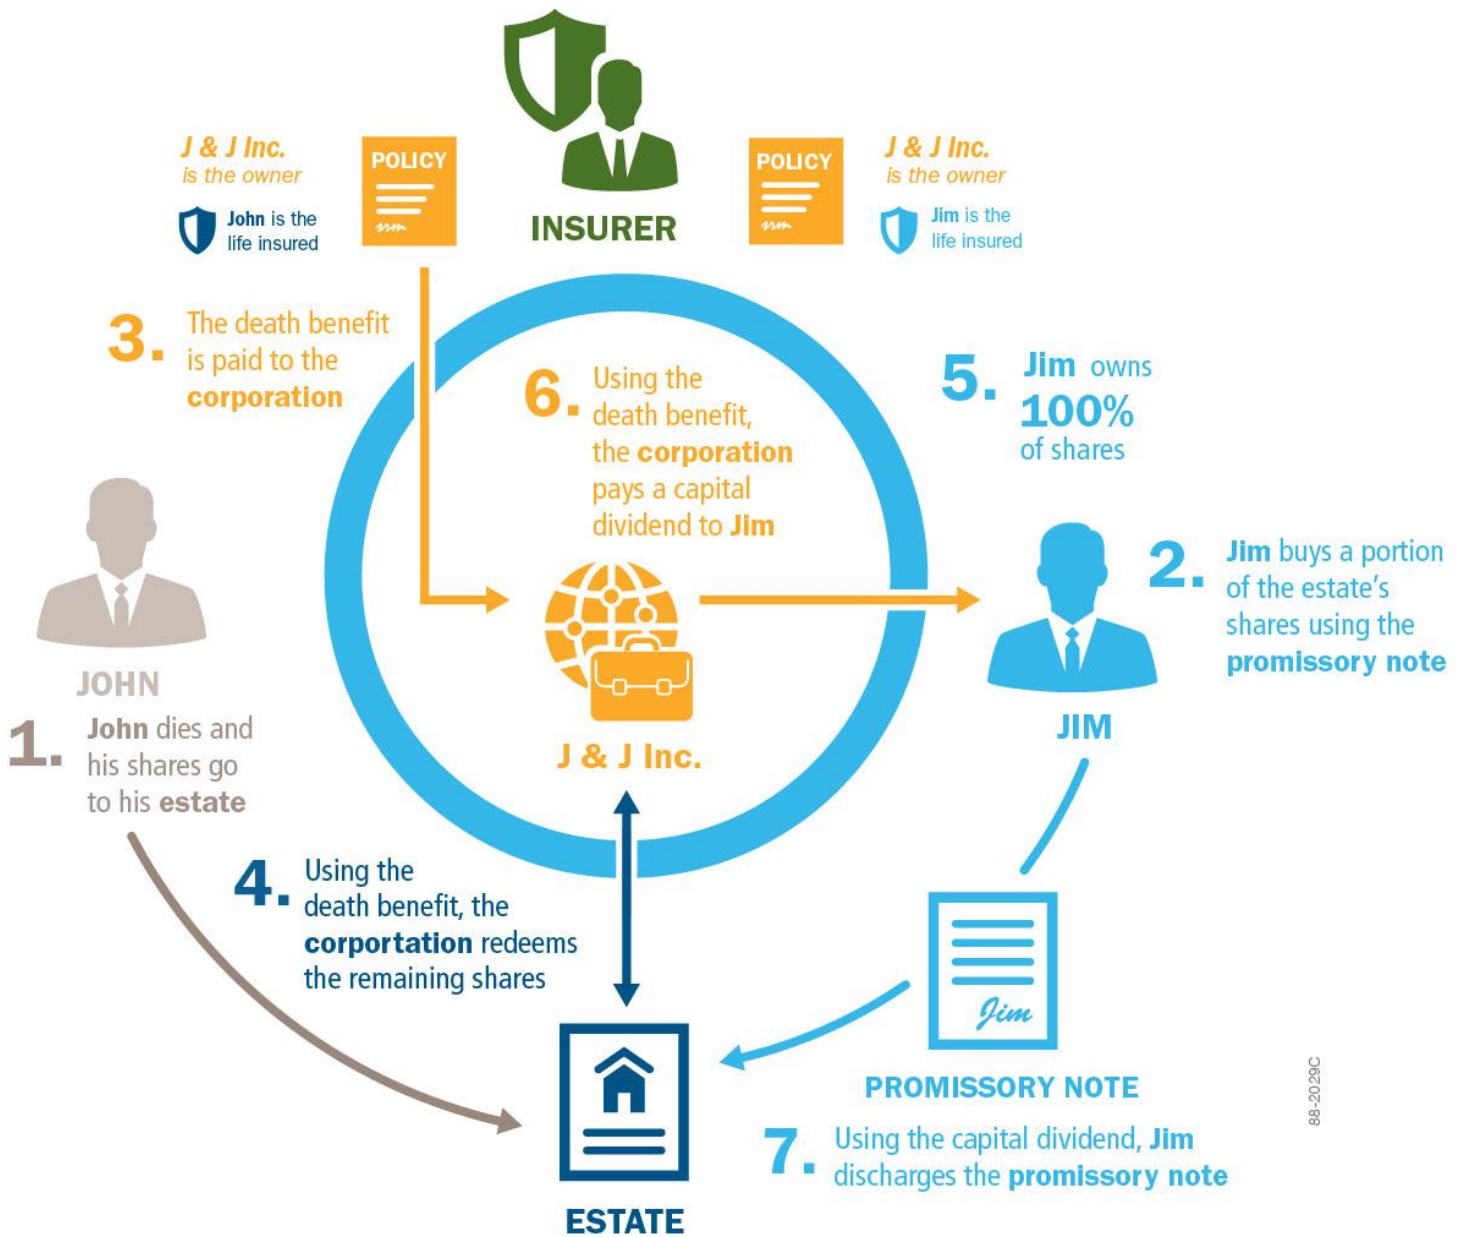 J & J Inc.
is the owner
John is the
life insured
POLICY
INSURER
POLICY
J & J Inc.
is the owner
Jim is the
life insured
3. The death benefit
is paid to the
corporation
6. Using the
death benefit,
the corporation
pays a capital
dividend to Jim
5. Jim owns
100%
of shares
2. Jim buys a portion
of the estate's
shares using the
promissory note
JOHN
1. John dies and
his shares go
to his estate
J & J Inc.
JIM
4. Using the
death benefit, the
corportation redeems
the remaining shares
Jim
PROMISSORY NOTE
7. Using the capital dividend, Jim
discharges the promissory note
ESTATE
88-2029C